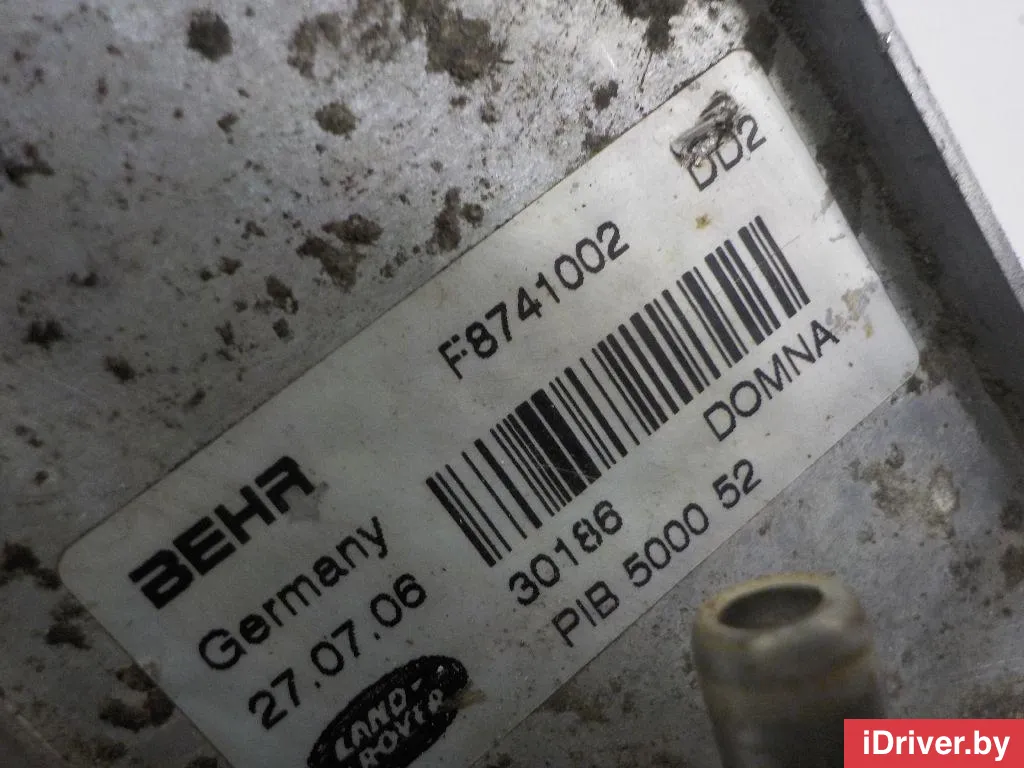 DD2
F8741002
BEHR
Germany
27.07.06
30186
DOMNA
PIB 5000 52
LAND-
ROVER
iDriver.by